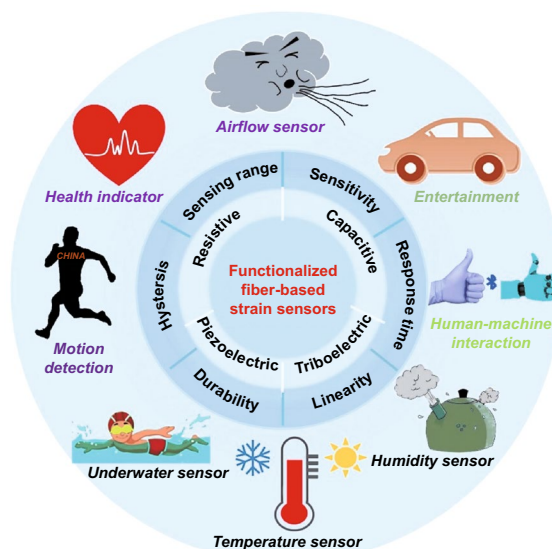 Airflow sensor
Health indicator
Entertainment
Sensing range
Sensitivity
Resistive
Capacitive
CHINA
Hystersis
Functionalized
fiber-based
strain sensors
Response time
Human-machine
interaction
Motion
detection
Piezoelectric
Triboelectric
Durability
Linearity
Underwater sensor
Humidity sensor
Temperature sensor